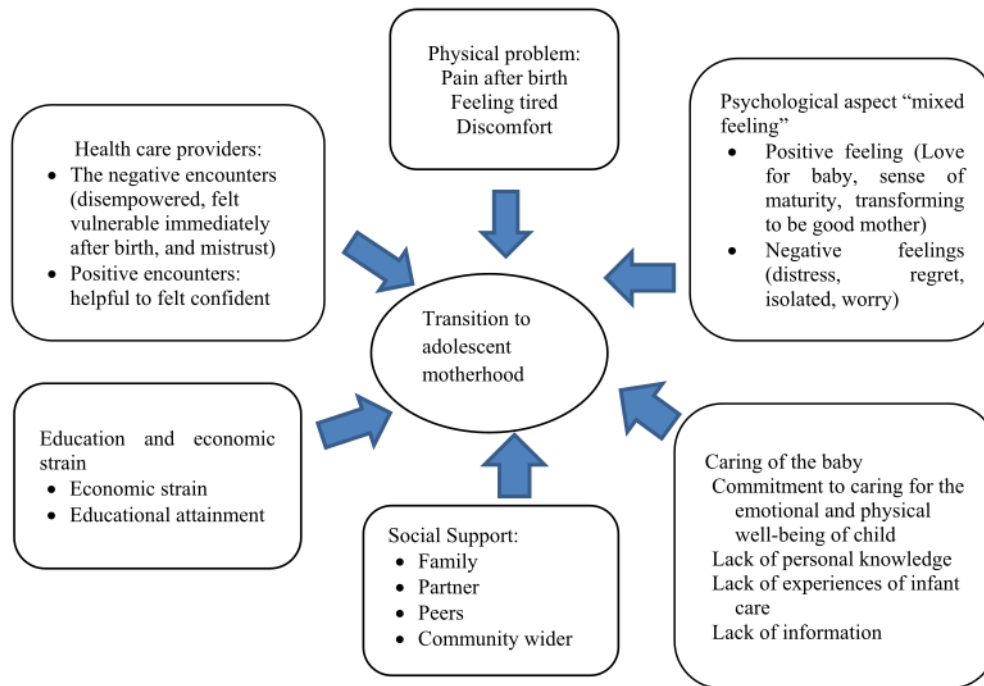 Physical problem:
Pain after birth
Feeling tired
Discomfort
Health care providers:
• The negative encounters
(disempowered, felt
vulnerable immediately
after birth, and mistrust)
• Positive encounters:
helpful to felt confident
Psychological aspect “mixed
feeling”
• Positive feeling (Love
for baby, sense of
maturity, transforming
to be good mother)
• Negative feelings
(distress, regret,
isolated, worry)
Transition to
adolescent
motherhood
Education and economic
strain
• Economic strain
• Educational attainment
Social Support:
• Family
• Partner
• Peers
• Community wider
Caring of the baby
Commitment to caring for the
emotional and physical
well-being of child
Lack of personal knowledge
Lack of experiences of infant
care
Lack of information